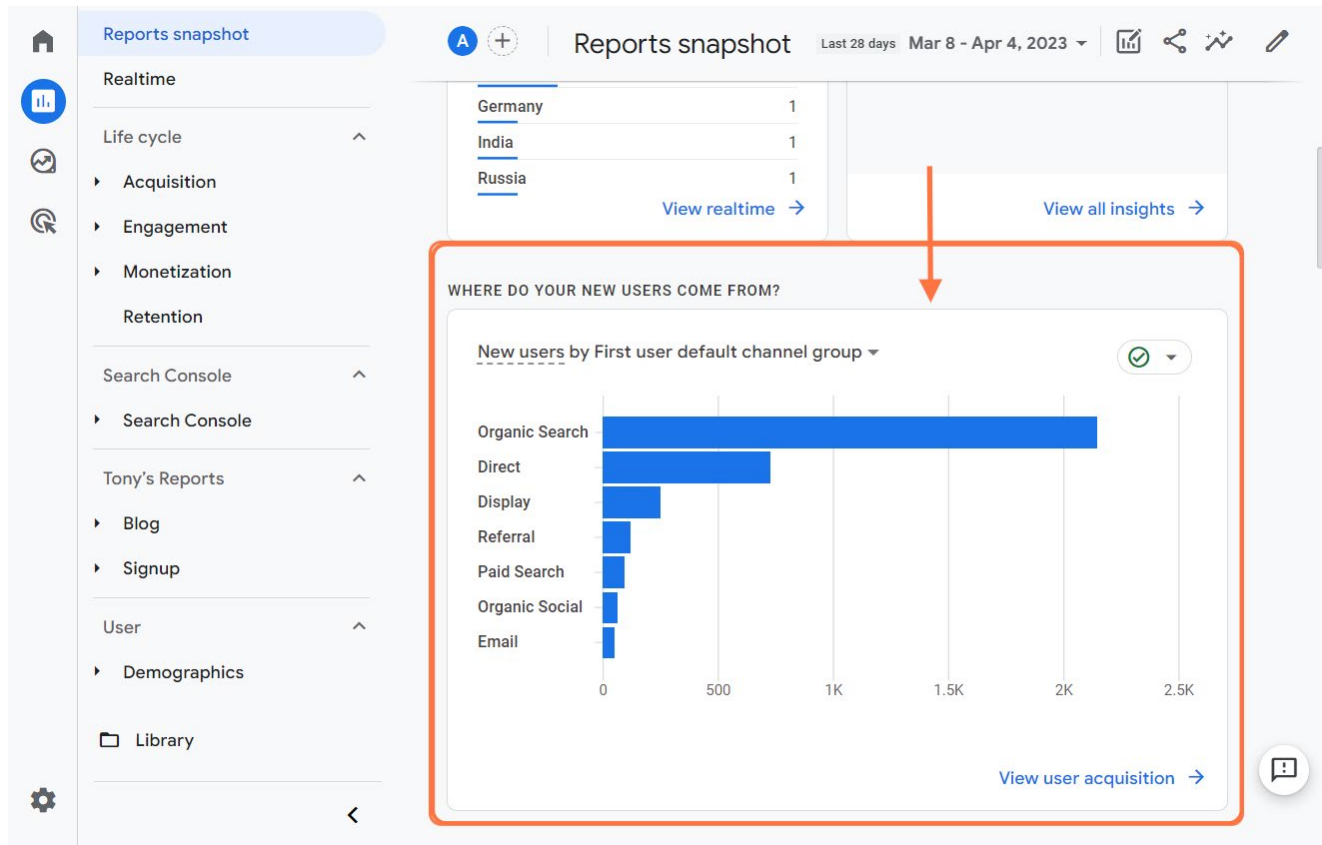 Reports snapshot
Realtime
Life cycle
Acquisition
Engagement
Monetization
Retention
Search Console
Search Console
Tony's Reports
Blog
Signup
User
Demographics
Library
A
Reports snapshot Last 28 days Mar 8 - Apr 4, 2023
Germany 1
India 1
Russia 1
View realtime
View all insights
WHERE DO YOUR NEW USERS COME FROM?
New users by First user default channel group
Organic Search
Direct
Display
Referral
Paid Search
Organic Social
Email
0 500 1K 1.5K 2K 2.5K
View user acquisition